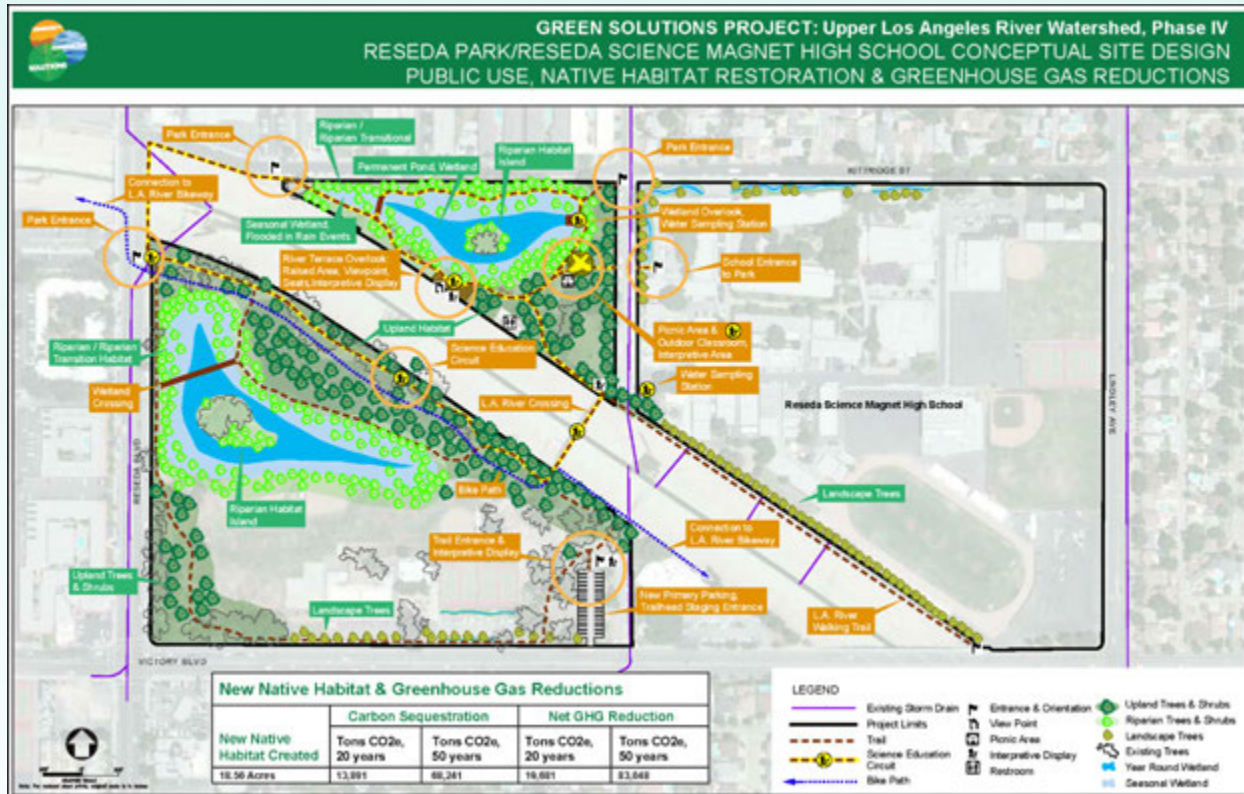 SOLUTIONS
GREEN SOLUTIONS PROJECT: Upper Los Angeles River Watershed, Phase IV
RESEDA PARK/RESEDA SCIENCE MAGNET HIGH SCHOOL CONCEPTUAL SITE DESIGN
PUBLIC USE, NATIVE HABITAT RESTORATION & GREENHOUSE GAS REDUCTIONS
Park Entrance
Riparian /
Riparian Transitional
Permanent Pond, Wetland
Riparian Habitat
Island
Park Entrance
KITTRIDGE ST
Connection to
L.A. River Bikeway
Park Entrance
Seasonal Wetland,
Flooded in Rain Events
Wetland Overlook,
Water Sampling
Station
River Terrace Overlook:
Raised Area, Viewpoint,
Seats, Interpretive Display
School Entrance
to Park
Upland Habitat
Picnic Area &
Outdoor Classroom,
Interpretive Area
Riparian / Riparian
Transition Habitat
Science Education
Circuit
Wetland
Crossing
Water Sampling
Station
L.A. River Crossing
Reseda Science Magnet High School
LINDLEY AVE
RESEDA BLVD
Bike Path
Landscape Trees
Riparian Habitat
Island
Trail Entrance &
Interpretive Display
Connection to
L.A. River Bikeway
Upland Trees
& Shrubs
Landscape Trees
New Primary Parking,
Trailhead Staging Entrance
L.A. River
Walking Trail
VICTORY BLVD
New Native Habitat & Greenhouse Gas Reductions
New Native
Habitat Created
Carbon Sequestration
Net GHG Reduction
Tons CO2e,
20 years
Tons CO2e,
50 years
Tons CO2e,
20 years
Tons CO2e,
50 years
18.56 Acres
13,891
68,241
19,681
83,648
LEGEND
Existing Storm Drain
Project Limits
Trail
Science Education
Circuit
Bike Path
Entrance & Orientation
View Point
Picnic Area
Interpretive Display
Restroom
Upland Trees & Shrubs
Riparian Trees & Shrubs
Landscape Trees
Existing Trees
Year Round Wetland
Seasonal Wetland